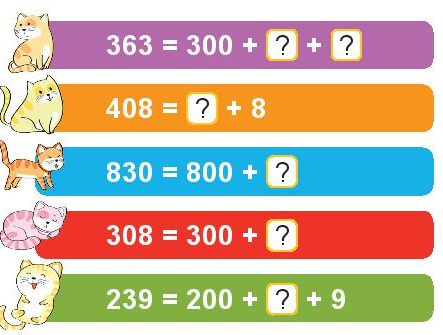 363 = 300 + ? + ?
408 = ? + 8
830 = 800 + ?
308 = 300 + ?
239 = 200 + ? + 9